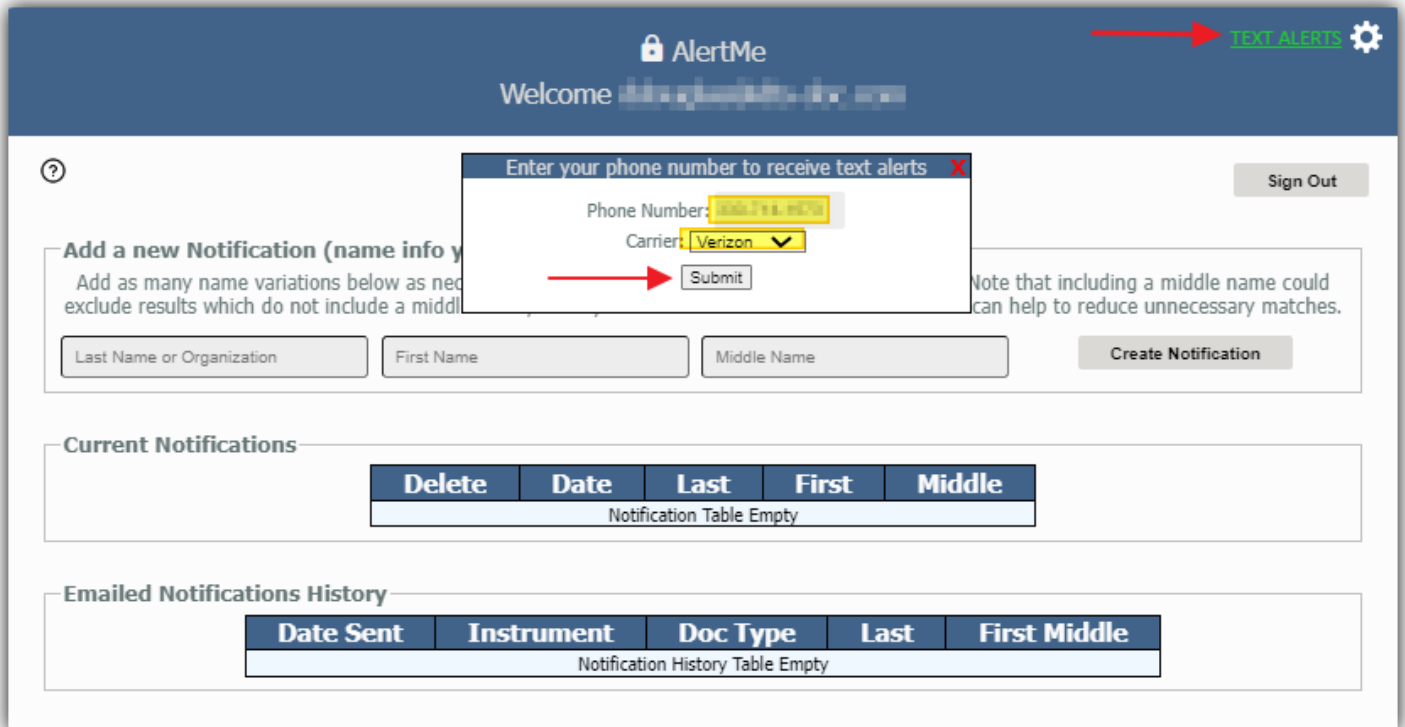 TEXT ALERTS
AlertMe
Welcome
Enter your phone number to receive text alerts X
Sign Out
Phone Number:
Carrier: Verizon
Submit
Add a new Notification (name info y
Add as many name variations below as nec
Note that including a middle name could
exclude results which do not include a middl
can help to reduce unnecessary matches.
Last Name or Organization First Name Middle Name Create Notification
Current Notifications
Delete Date Last First Middle
Notification Table Empty
Emailed Notifications History
Date Sent Instrument Doc Type Last First Middle
Notification History Table Empty